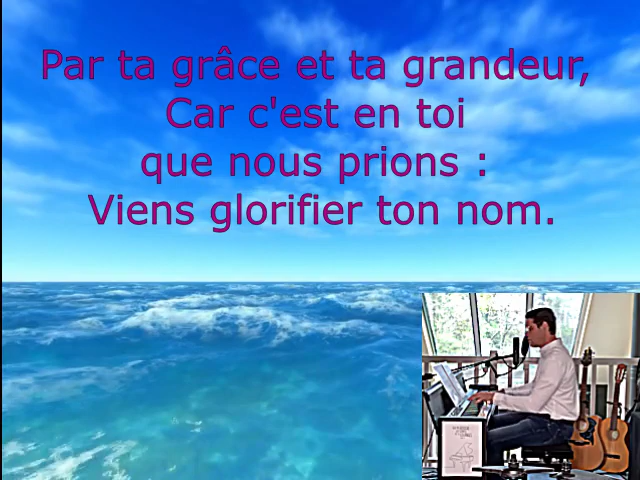 Par ta grâce et ta grandeur,
Car c'est en toi
que nous prions :
Viens glorifier ton nom.